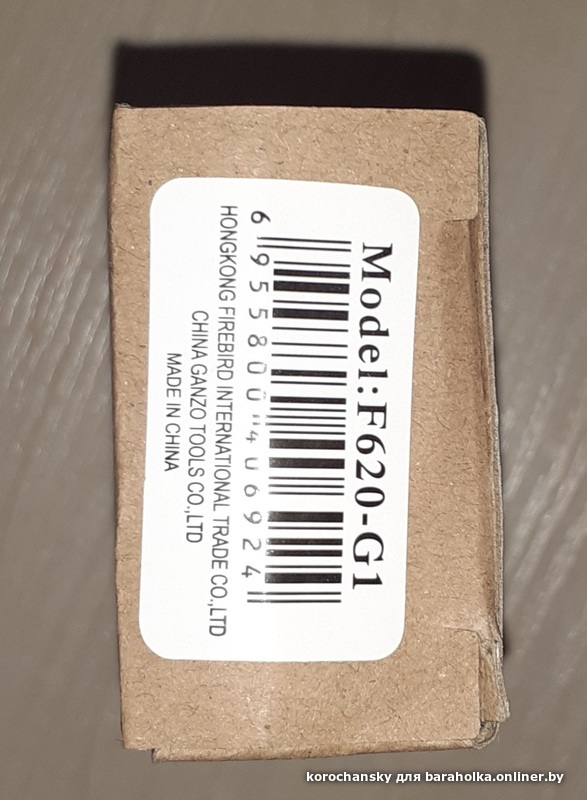 Model: F620-G1
6 955800 406924
HONGKONG FIREBIRD INTERNATIONAL TRADE CO.,LTD
CHINA GANZO TOOLS CO.,LTD
MADE IN CHINA
korochansky для baraholka.onliner.by